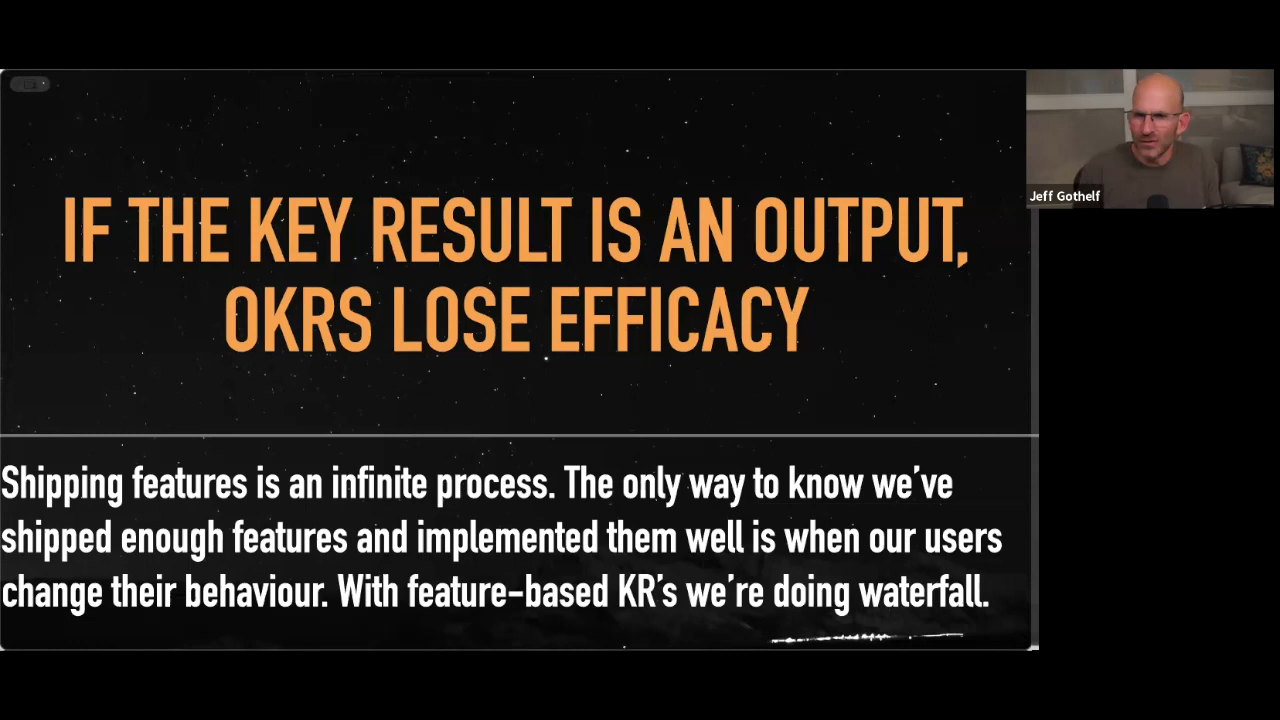 IF THE KEY RESULT IS AN OUTPUT,
OKRS LOSE EFFICACY
Shipping features is an infinite process. The only way to know we’ve
shipped enough features and implemented them well is when our users
change their behaviour. With feature-based KR’s we’re doing waterfall.
Jeff Gothelf